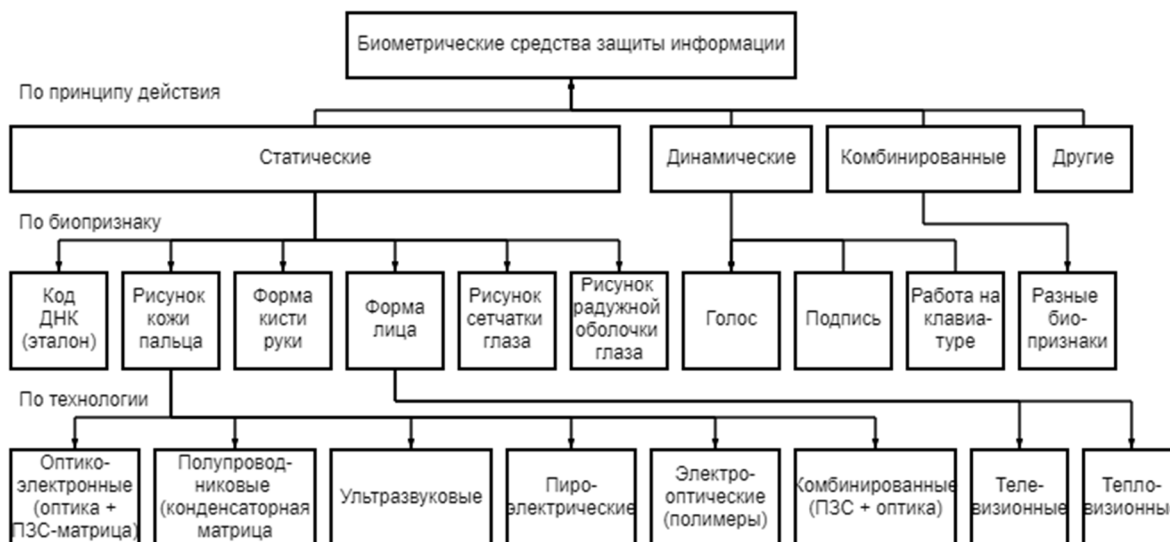 Биометрические средства защиты информации
По принципу действия
Статические
Динамические
Комбинированные
Другие
По биопризнаку
Код
ДНК
(эталон)
Рисунок
кожи
пальца
Форма
кисти
руки
Форма
лица
Рисунок
сетчатки
глаза
Рисунок
радужной
оболочки
глаза
Голос
Подпись
Работа на
клавиа-
туре
Разные
био-
признаки
По технологии
Оптико-
электронные
(оптика +
ПЗС-матрица)
Полупровод-
никовые
(конденсаторная
матрица
Ультразвуковые
Пиро-
электрические
Электро-
оптические
(полимеры)
Комбинированные
(ПЗС + оптика)
Теле-
визионные
Тепло-
визионные